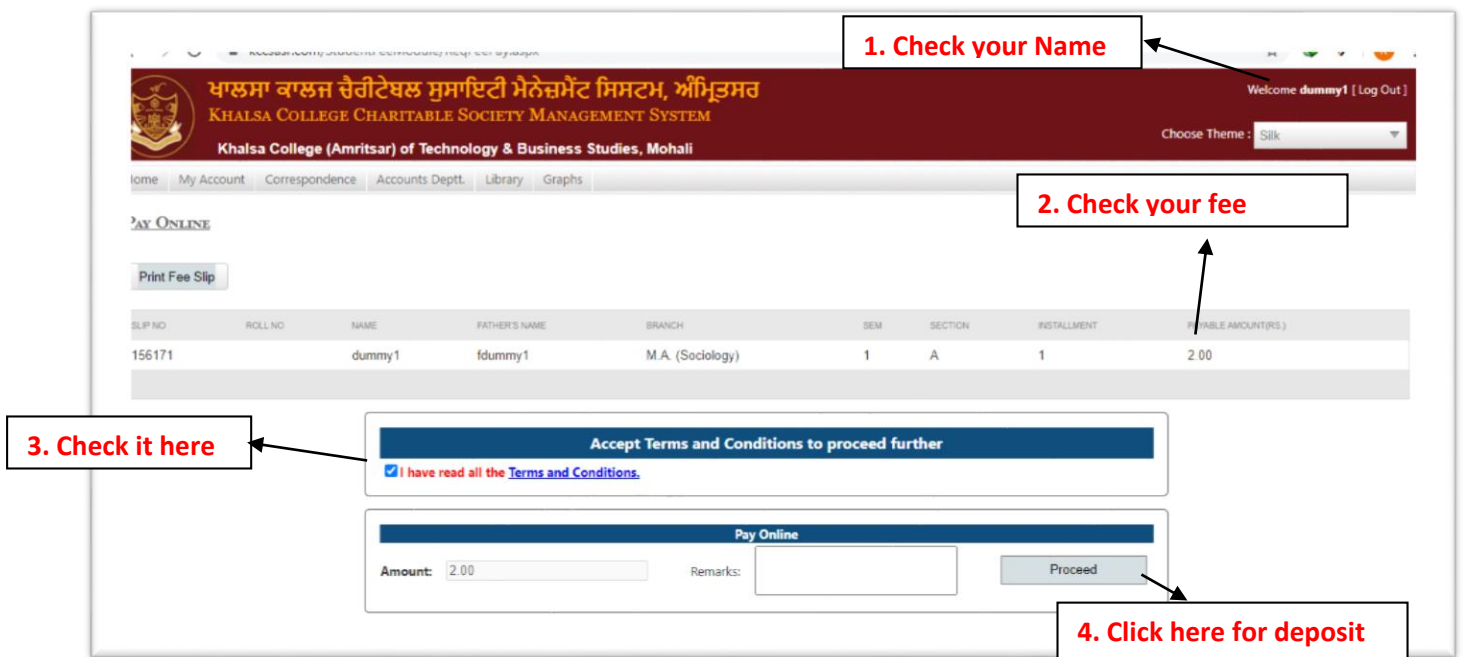 1. Check your Name
ਖਾਲਸਾ ਕਾਲਜ ਚੈਰੀਟੇਬਲ ਸੁਸਾਇਟੀ ਮੈਨੇਜ਼ਮੈਂਟ ਸਿਸਟਮ, ਅੰਮ੍ਰਿਤਸਰ
KHALSA COLLEGE CHARITABLE SOCIETY MANAGEMENT SYSTEM
Khalsa College (Amritsar) of Technology & Business Studies, Mohali
Welcome dummy1 [ Log Out ]
Choose Theme : Silk
My Account Correspondence Accounts Deptt. Library Graphs
2. Check your fee
PAY ONLINE
Print Fee Slip
SLIP NO ROLL NO NAME FATHER'S NAME BRANCH SEM SECTION INSTALLMENT PAYABLE AMOUNT(RS.)
156171 dummy1 fdummy1 M.A. (Sociology) 1 A 1 2.00
3. Check it here
Accept Terms and Conditions to proceed further
I have read all the Terms and Conditions.
Pay Online
Amount: 2.00 Remarks: Proceed
4. Click here for deposit